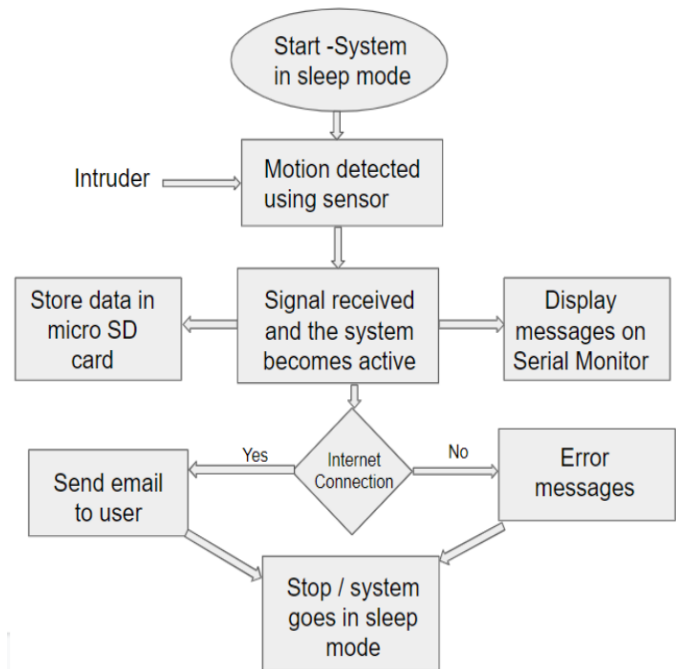 Start -System
in sleep mode
Intruder
Motion detected
using sensor
Store data in
micro SD
card
Signal received
and the system
becomes active
Display
messages on
Serial Monitor
Yes
Internet
Connection
No
Send email
to user
Error
messages
Stop / system
goes in sleep
mode